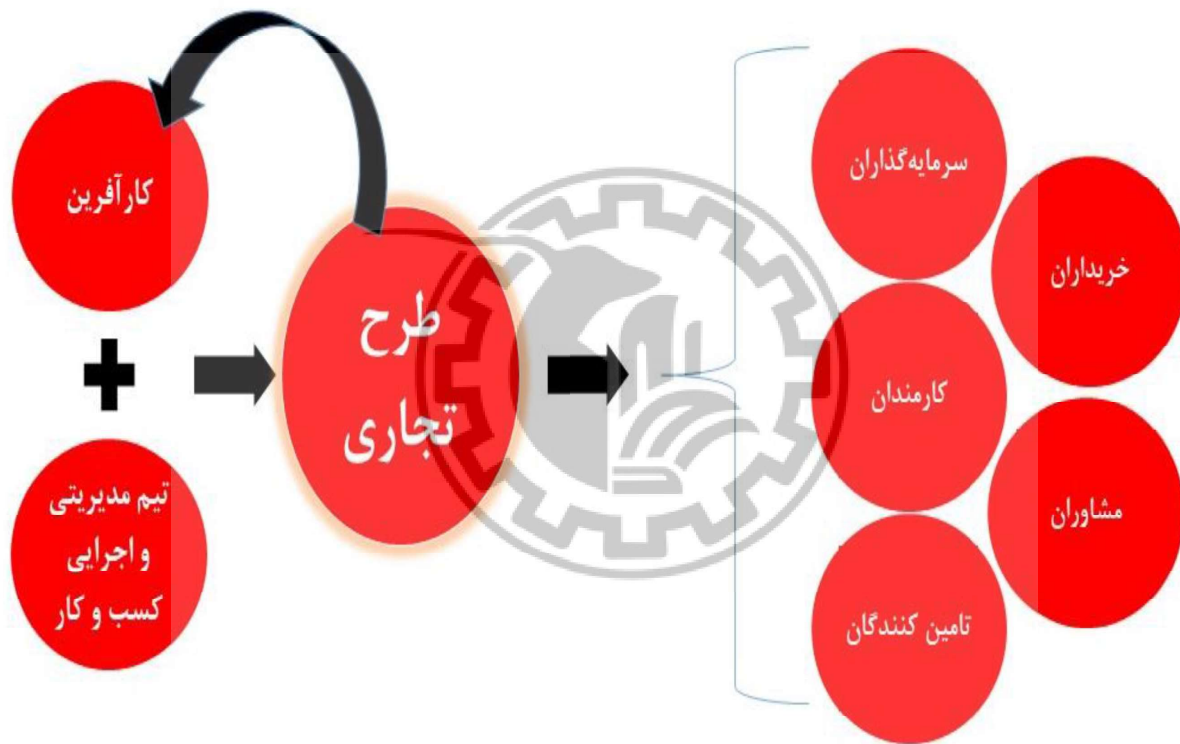 کارآفرین
تیم مدیریتی
و اجرایی
کسب و کار
طرح
تجاری
سرمایه‌گذاران
خریداران
کارمندان
مشاوران
تامین کنندگان